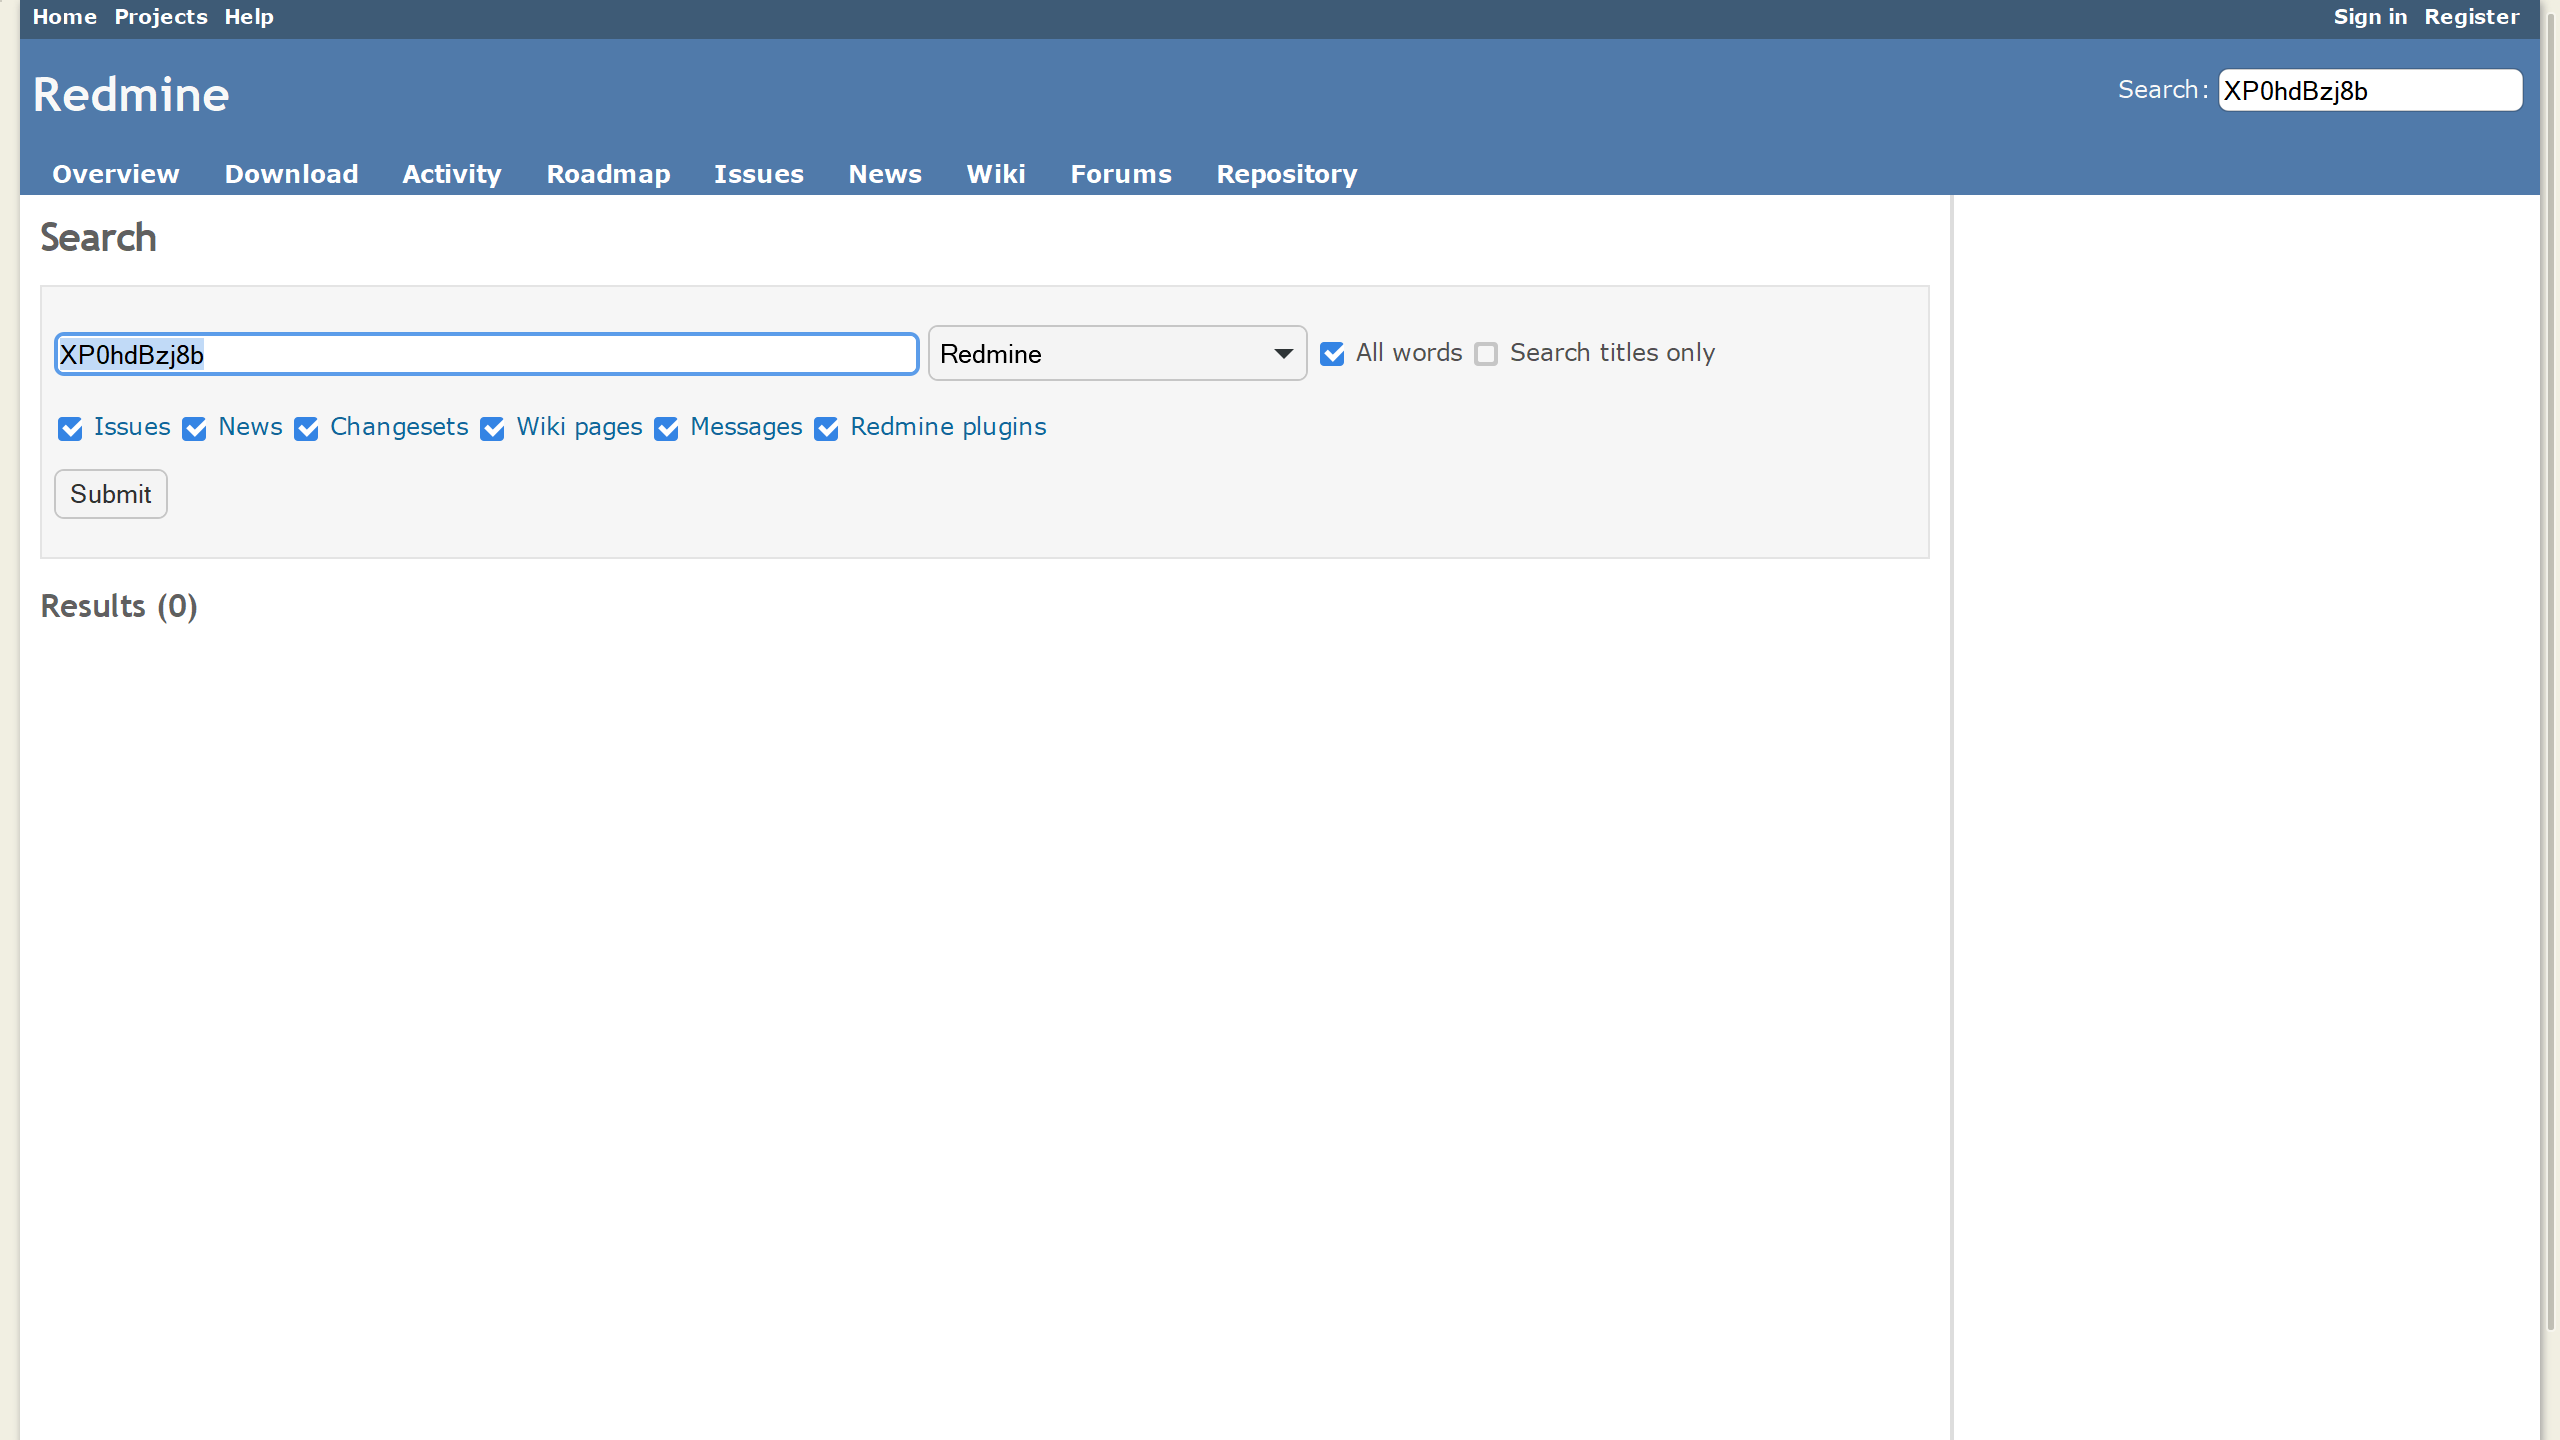 Home Projects Help Sign in Register
Redmine
Search: XP0hdBzj8b
Overview Download Activity Roadmap Issues News Wiki Forums Repository
Search
XP0hdBzj8b Redmine All words Search titles only
Issues News Changesets Wiki pages Messages Redmine plugins
Submit
Results (0)